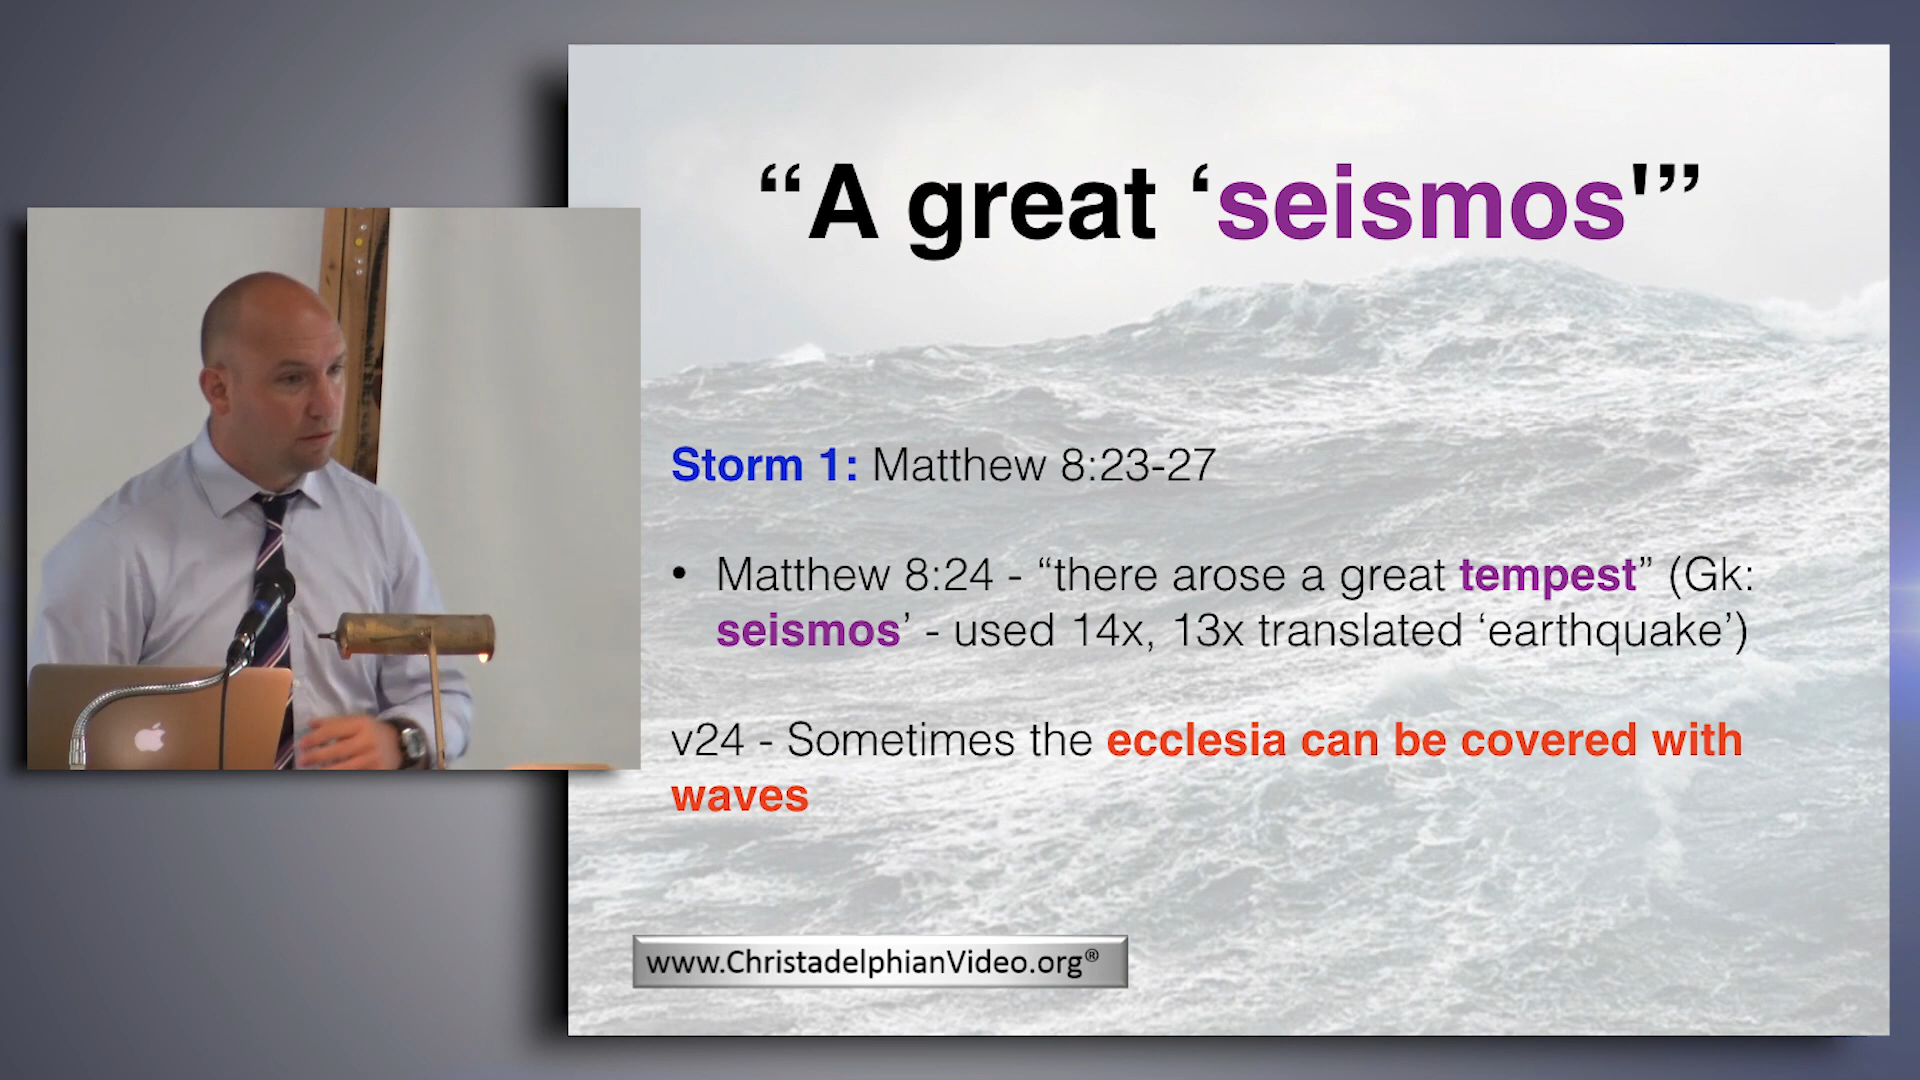 “A great ‘seismos'”
Storm 1: Matthew 8:23-27
• Matthew 8:24 - “there arose a great tempest” (Gk:
seismos’ - used 14x, 13x translated ‘earthquake’)
v24 - Sometimes the ecclesia can be covered with
waves
www.ChristadelphianVideo.org®